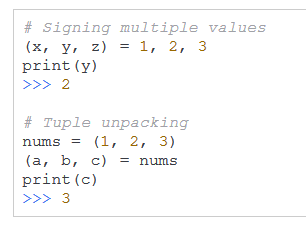 # Signing multiple values
(x, y, z) = 1, 2, 3
print(y)
>>> 2
# Tuple unpacking
nums = (1, 2, 3)
(a, b, c) = nums
print(c)
>>> 3